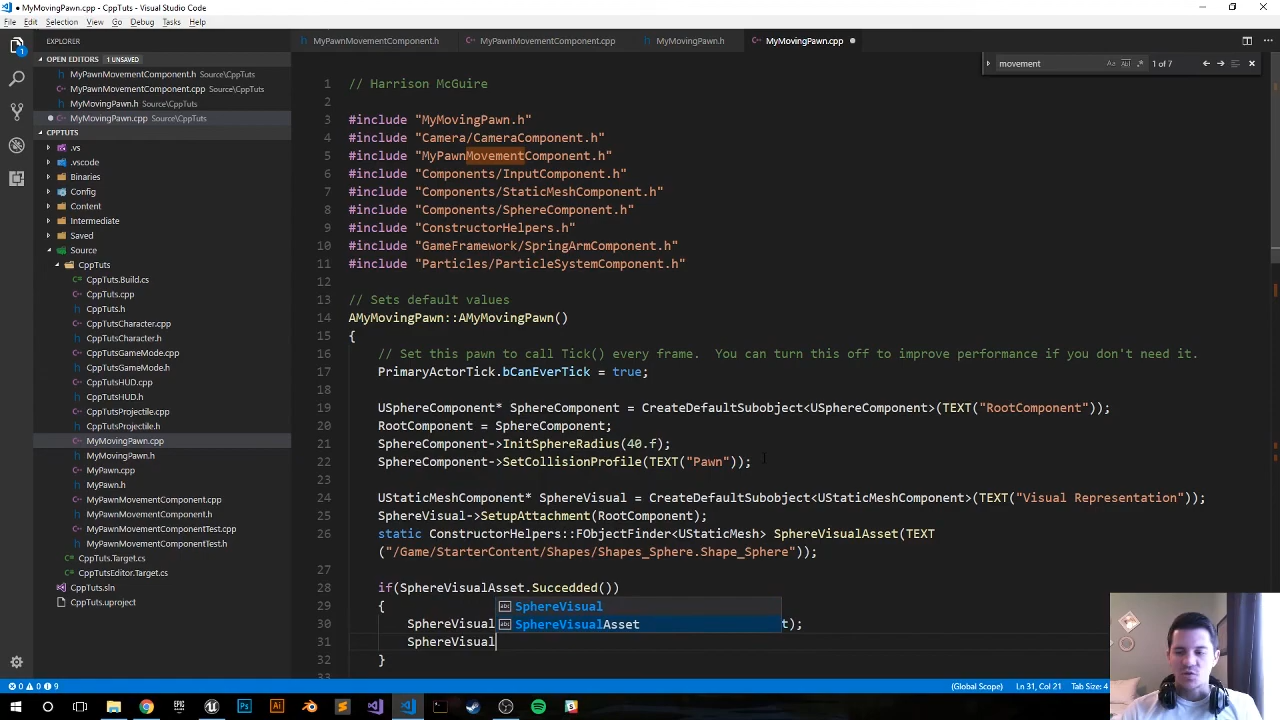 MyMovingPawn.cpp - CppTuts - Visual Studio Code
File Edit Selection View Go Debug Tasks Help
EXPLORER
OPEN EDITORS 1 UNSAVED
MyPawnMovementComponent.h Source\CppTuts
MyPawnMovementComponent.cpp Source\CppTuts
MyMovingPawn.h Source\CppTuts
MyMovingPawn.cpp Source\CppTuts
CPPTUTS
.vs
.vscode
Binaries
Config
Content
Intermediate
Saved
Source
CppTuts
CppTuts.Build.cs
CppTuts.cpp
CppTuts.h
CppTutsCharacter.cpp
CppTutsCharacter.h
CppTutsGameMode.cpp
CppTutsGameMode.h
CppTutsHUD.cpp
CppTutsHUD.h
CppTutsProjectile.cpp
CppTutsProjectile.h
MyMovingPawn.cpp
MyMovingPawn.h
MyPawn.cpp
MyPawn.h
MyPawnMovementComponent.cpp
MyPawnMovementComponent.h
MyPawnMovementComponentTest.cpp
MyPawnMovementComponentTest.h
CppTuts.Target.cs
CppTutsEditor.Target.cs
CppTuts.sln
CppTuts.uproject
MyPawnMovementComponent.h MyPawnMovementComponent.cpp MyMovingPawn.h MyMovingPawn.cpp
movement 1 of 7
1 // Harrison McGuire
2
3 #include "MyMovingPawn.h"
4 #include "Camera/CameraComponent.h"
5 #include "MyPawnMovementComponent.h"
6 #include "Components/InputComponent.h"
7 #include "Components/StaticMeshComponent.h"
8 #include "Components/SphereComponent.h"
9 #include "ConstructorHelpers.h"
10 #include "GameFramework/SpringArmComponent.h"
11 #include "Particles/ParticleSystemComponent.h"
12
13 // Sets default values
14 AMyMovingPawn::AMyMovingPawn()
15 {
16 // Set this pawn to call Tick() every frame.  You can turn this off to improve performance if you don't need it.
17 PrimaryActorTick.bCanEverTick = true;
18
19 USphereComponent* SphereComponent = CreateDefaultSubobject<USphereComponent>(TEXT("RootComponent"));
20 RootComponent = SphereComponent;
21 SphereComponent->InitSphereRadius(40.f);
22 SphereComponent->SetCollisionProfile(TEXT("Pawn"));
23
24 UStaticMeshComponent* SphereVisual = CreateDefaultSubobject<UStaticMeshComponent>(TEXT("Visual Representation"));
25 SphereVisual->SetupAttachment(RootComponent);
26 static ConstructorHelpers::FObjectFinder<UStaticMesh> SphereVisualAsset(TEXT
("/Game/StarterContent/Shapes/Shapes_Sphere.Shape_Sphere"));
27
28 if(SphereVisualAsset.Succedded())
29 {
SphereVisual
30 SphereVisual t);
SphereVisualAsset
31 SphereVisual
32 }
0 0 9 (Global Scope) Ln 31, Col 21 Tab Size: 4